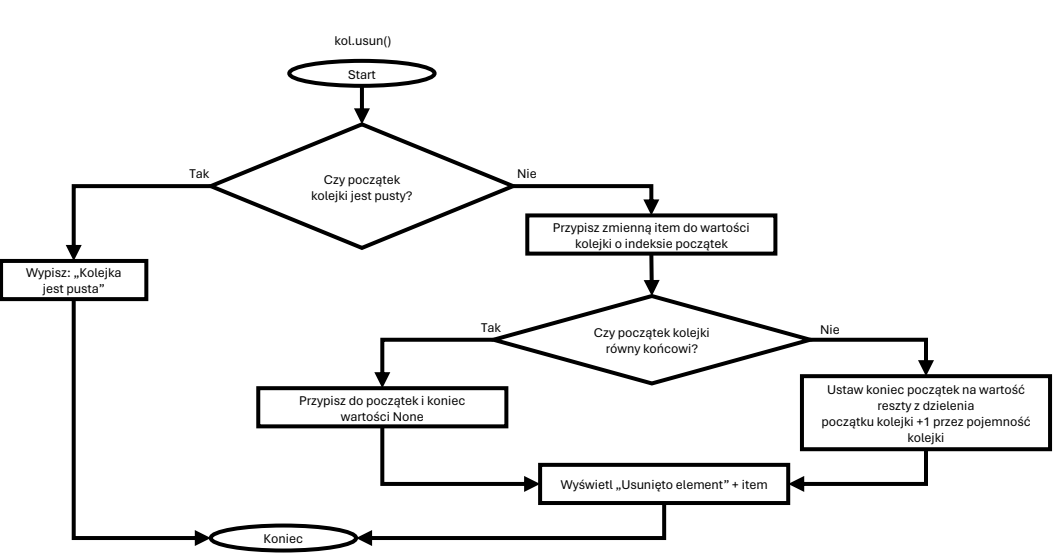 kol.usun()
Start
Tak
Nie
Czy początek
kolejki jest pusty?
Przypisz zmienną item do wartości
kolejki o indeksie początek
Wypisz: „Kolejka
jest pusta”
Tak
Nie
Czy początek kolejki
równy końcowi?
Przypisz do początek i koniec
wartości None
Ustaw koniec początek na wartość
reszty z dzielenia
początku kolejki +1 przez pojemność
kolejki
Wyświetl „Usunięto element” + item
Koniec